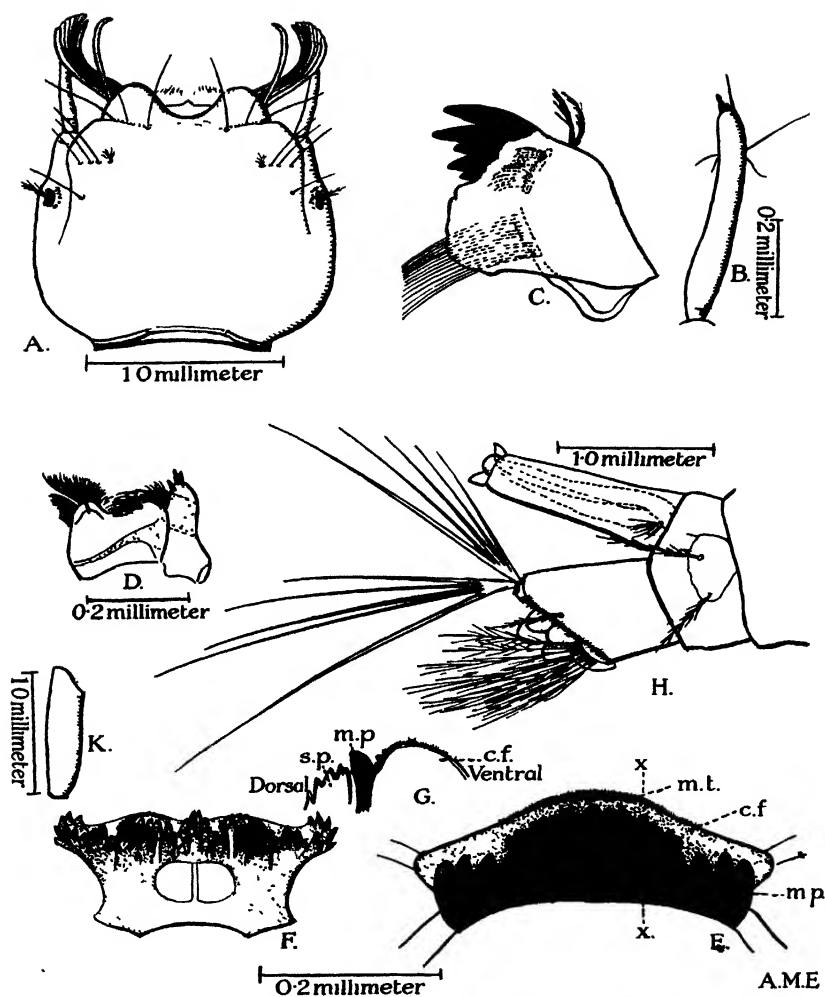 A.
1 0 millimeter
C.
B.
0·2 millimeter
D.
0·2 millimeter
1·0 millimeter
H.
K.
1 0 millimeter
m.p
s.p.
c.f.
Dorsal
Ventral
G.
x
m.t.
c.f
m p
x.
E.
F.
0·2 millimeter
A.M.E